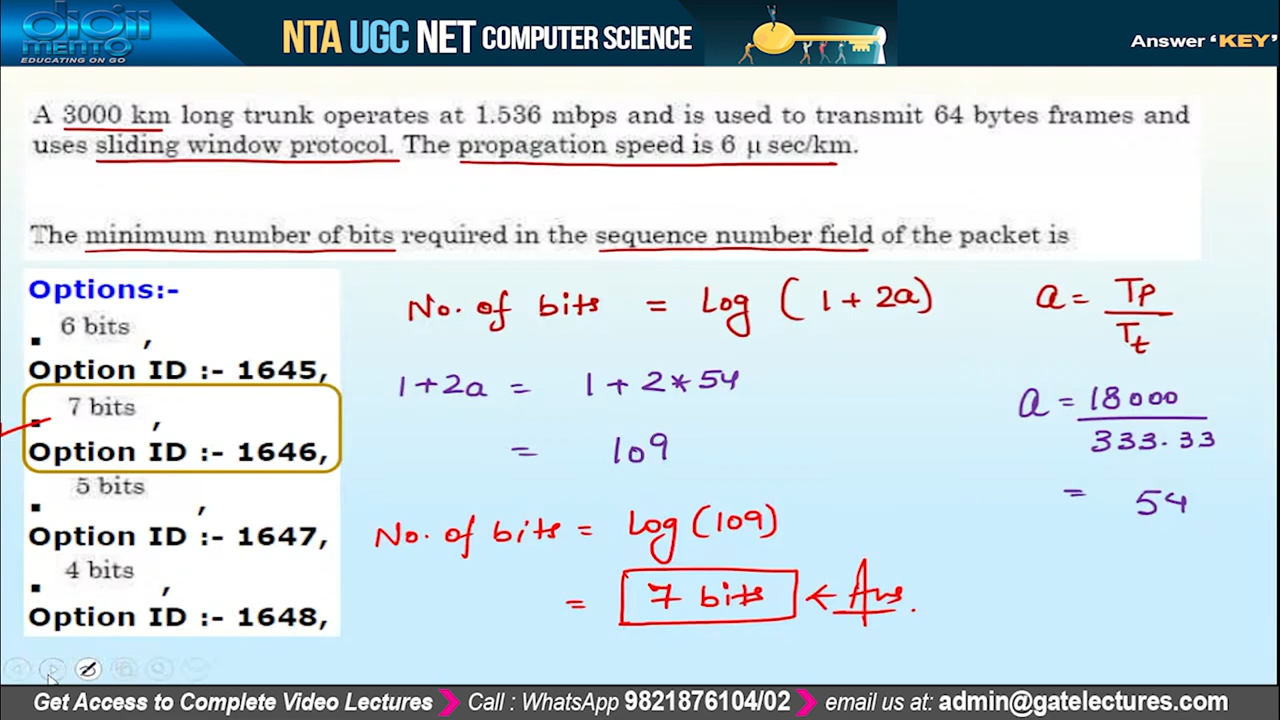 didii
MENTO
EDUCATING ON GO
NTA UGC NET COMPUTER SCIENCE
Answer ‘KEY’
A 3000 km long trunk operates at 1.536 mbps and is used to transmit 64 bytes frames and
uses sliding window protocol. The propagation speed is 6 μ sec/km.
The minimum number of bits required in the sequence number field of the packet is
Options:-
6 bits ,
Option ID :- 1645,
7 bits ,
Option ID :- 1646,
5 bits ,
Option ID :- 1647,
4 bits ,
Option ID :- 1648,
No. of bits = Log (1 + 2a)
1+2a = 1 + 2*54
= 109
No. of bits = Log (109)
= 7 bits ← Ans.
a = Tp / Tt
a = 18000 / 333.33
= 54
Get Access to Complete Video Lectures Call : WhatsApp 9821876104/02 email us at: admin@gatelectures.com